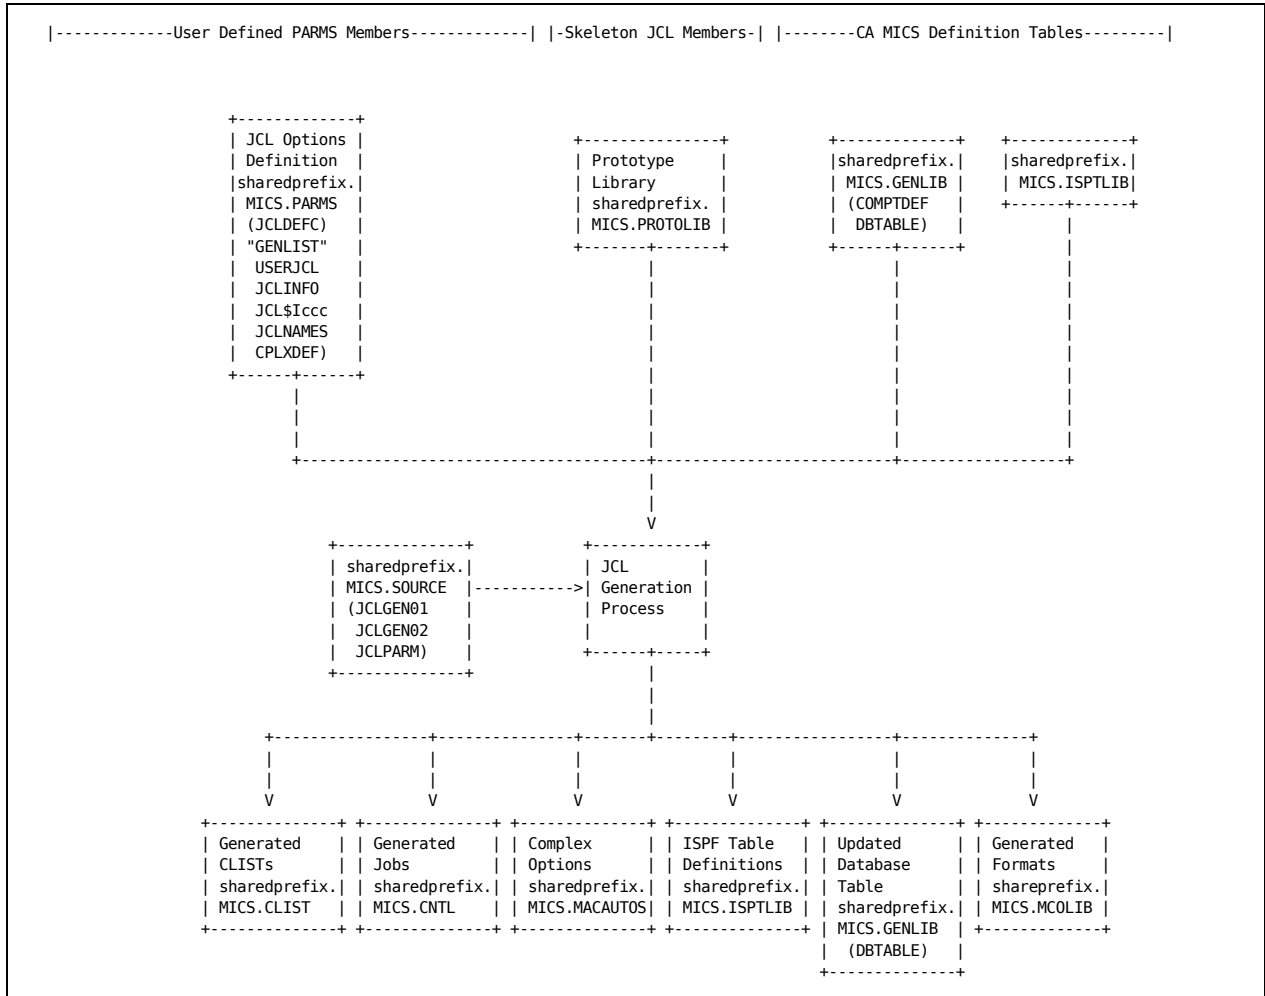 |-------------User Defined PARMS Members-------------| |-Skeleton JCL Members-| |--------CA MICS Definition Tables---------|
JCL Options
Definition
sharedprefix.
MICS.PARMS
(JCLDEFC)
"GENLIST"
USERJCL
JCLINFO
JCL$Iccc
JCLNAMES
CPLXDEF)
Prototype
Library
sharedprefix.
MICS.PROTOLIB
sharedprefix.
MICS.GENLIB
(COMPTDEF
DBTABLE)
sharedprefix.
MICS.ISPTLIB
sharedprefix.
MICS.SOURCE
(JCLGEN01
JCLGEN02
JCLPARM)
JCL
Generation
Process
Generated
CLISTs
sharedprefix.
MICS.CLIST
Generated
Jobs
sharedprefix.
MICS.CNTL
Complex
Options
sharedprefix.
MICS.MACAUTOS
ISPF Table
Definitions
sharedprefix.
MICS.ISPTLIB
Updated
Database
Table
sharedprefix.
MICS.GENLIB
(DBTABLE)
Generated
Formats
shareprefix.
MICS.MCOLIB